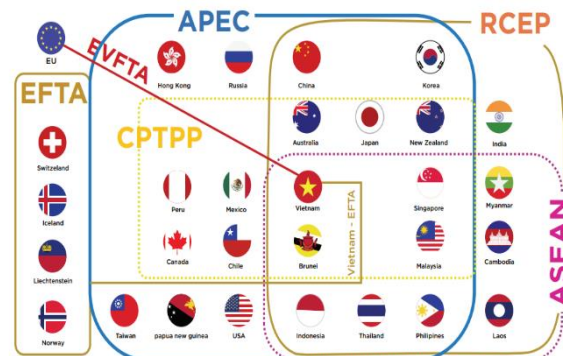 APEC
RCEP
EU
EVFTA
Hong Kong
Russia
China
Korea
EFTA
CPTPP
Australia
Japan
New Zealand
India
Switzeland
Peru
Mexico
Vietnam
Singapore
Myanmar
Iceland
Vietnam - EFTA
ASEAN
Canada
Chile
Brunei
Malaysia
Cambodia
Liechtenstein
Norway
Taiwan
papua new guinea
USA
Indonesia
Thailand
Philipines
Laos